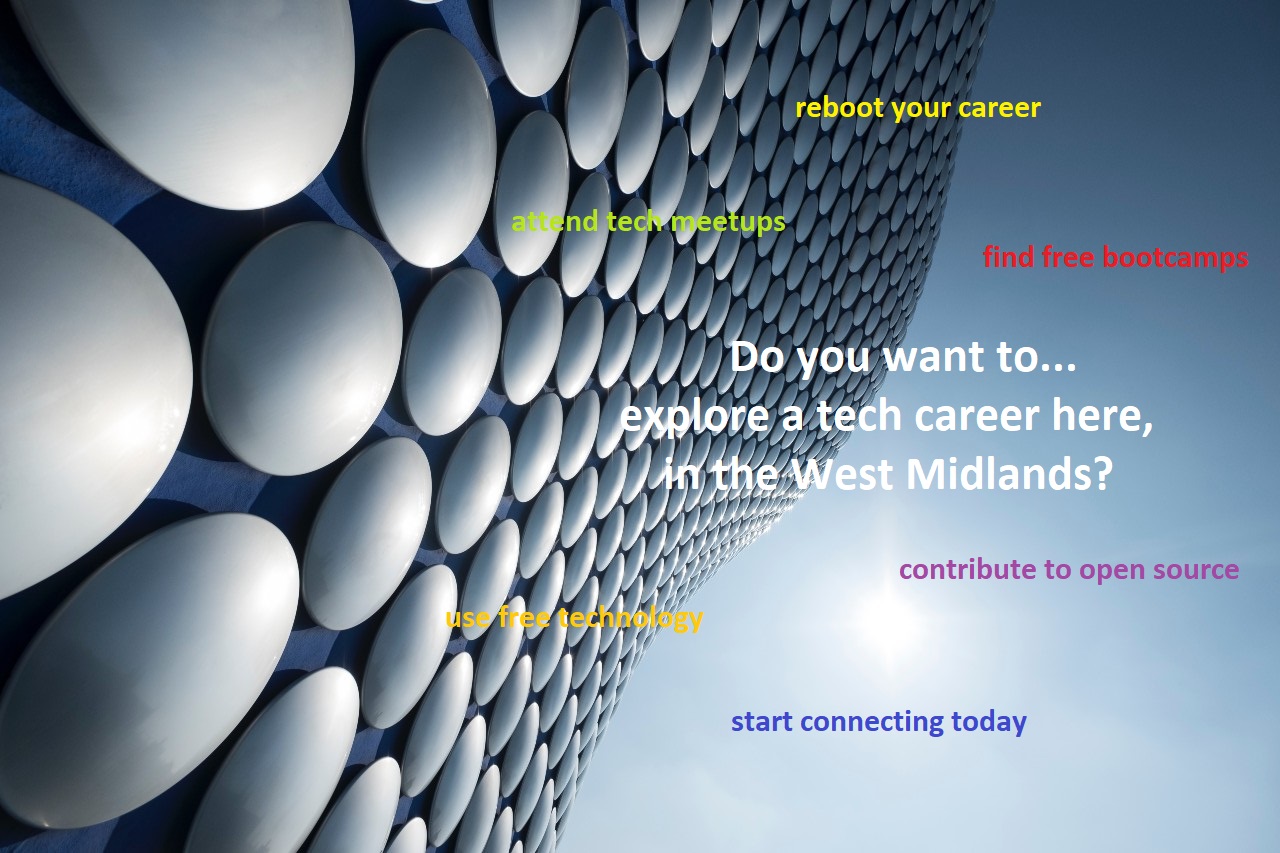 reboot your career
attend tech meetups
find free bootcamps
Do you want to...
explore a tech career here,
in the West Midlands?
contribute to open source
use free technology
start connecting today